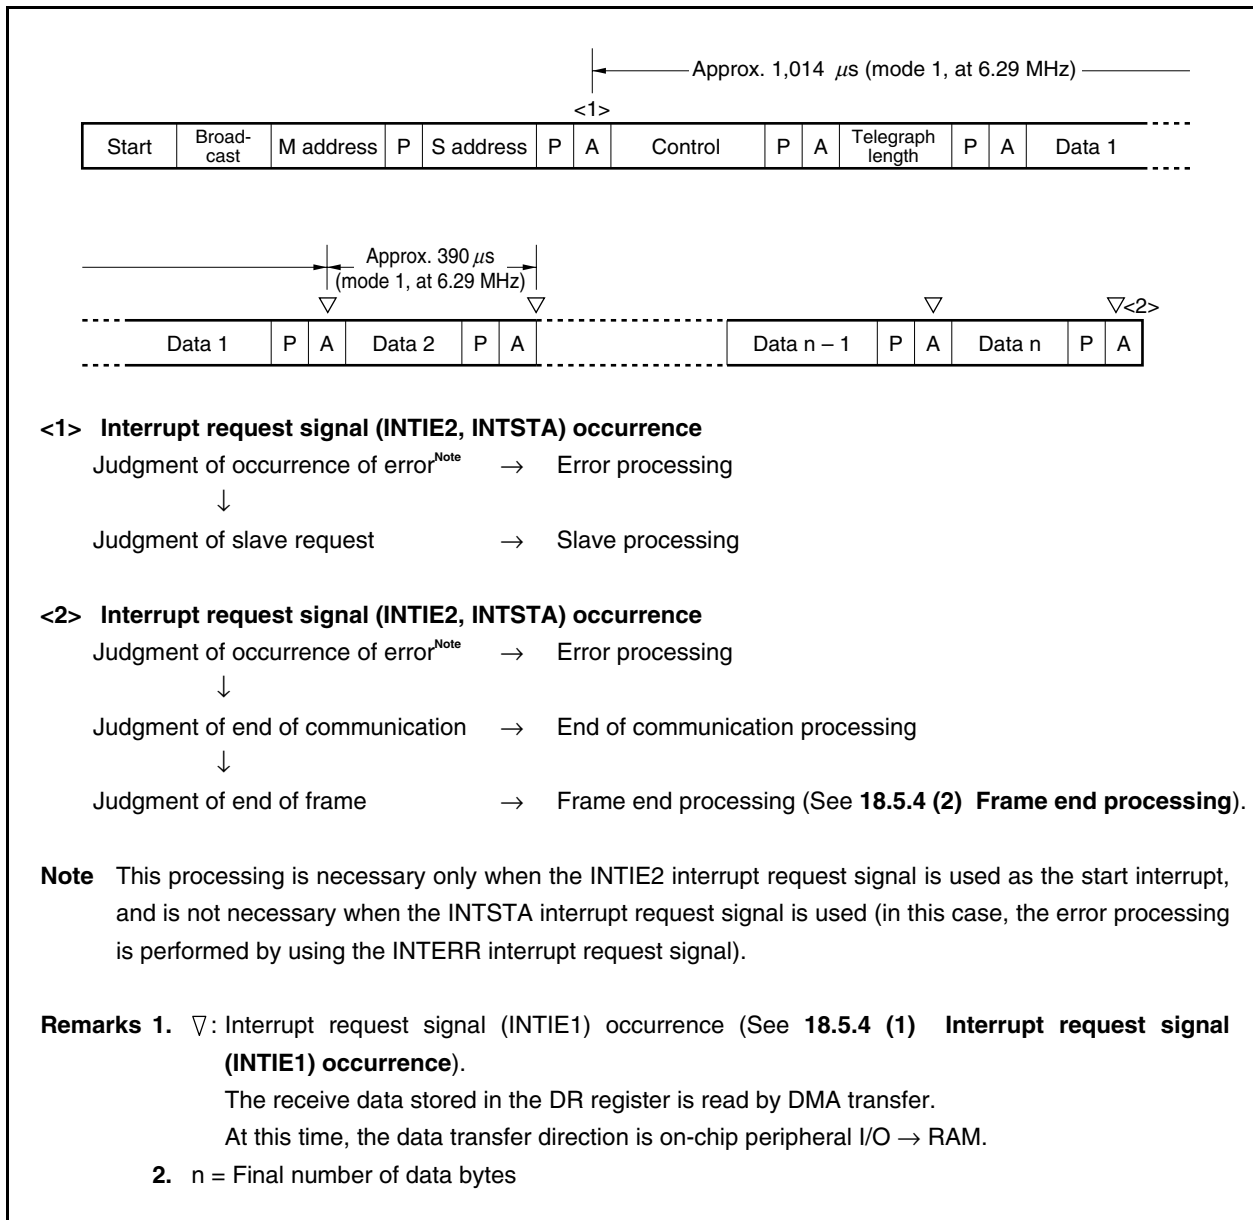 Approx. 1,014 μs (mode 1, at 6.29 MHz)
<1>
Start Broad-cast M address P S address P A Control P A Telegraph length P A Data 1
Approx. 390 μs
(mode 1, at 6.29 MHz)
▽ ▽ ▽ ▽<2>
Data 1 P A Data 2 P A Data n – 1 P A Data n P A
<1> Interrupt request signal (INTIE2, INTSTA) occurrence
Judgment of occurrence of error^Note → Error processing
↓
Judgment of slave request → Slave processing
<2> Interrupt request signal (INTIE2, INTSTA) occurrence
Judgment of occurrence of error^Note → Error processing
↓
Judgment of end of communication → End of communication processing
↓
Judgment of end of frame → Frame end processing (See 18.5.4 (2) Frame end processing).
Note This processing is necessary only when the INTIE2 interrupt request signal is used as the start interrupt,
and is not necessary when the INTSTA interrupt request signal is used (in this case, the error processing
is performed by using the INTERR interrupt request signal).
Remarks 1. ▽: Interrupt request signal (INTIE1) occurrence (See 18.5.4 (1) Interrupt request signal
(INTIE1) occurrence).
The receive data stored in the DR register is read by DMA transfer.
At this time, the data transfer direction is on-chip peripheral I/O → RAM.
2. n = Final number of data bytes